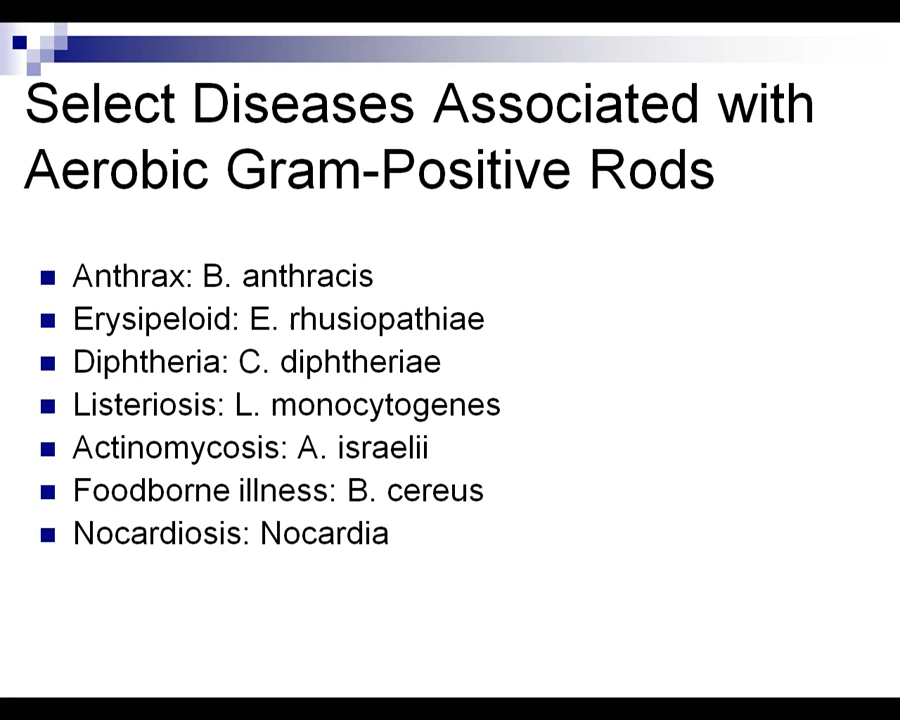 Select Diseases Associated with
Aerobic Gram-Positive Rods
Anthrax: B. anthracis
Erysipeloid: E. rhusiopathiae
Diphtheria: C. diphtheriae
Listeriosis: L. monocytogenes
Actinomycosis: A. israelii
Foodborne illness: B. cereus
Nocardiosis: Nocardia